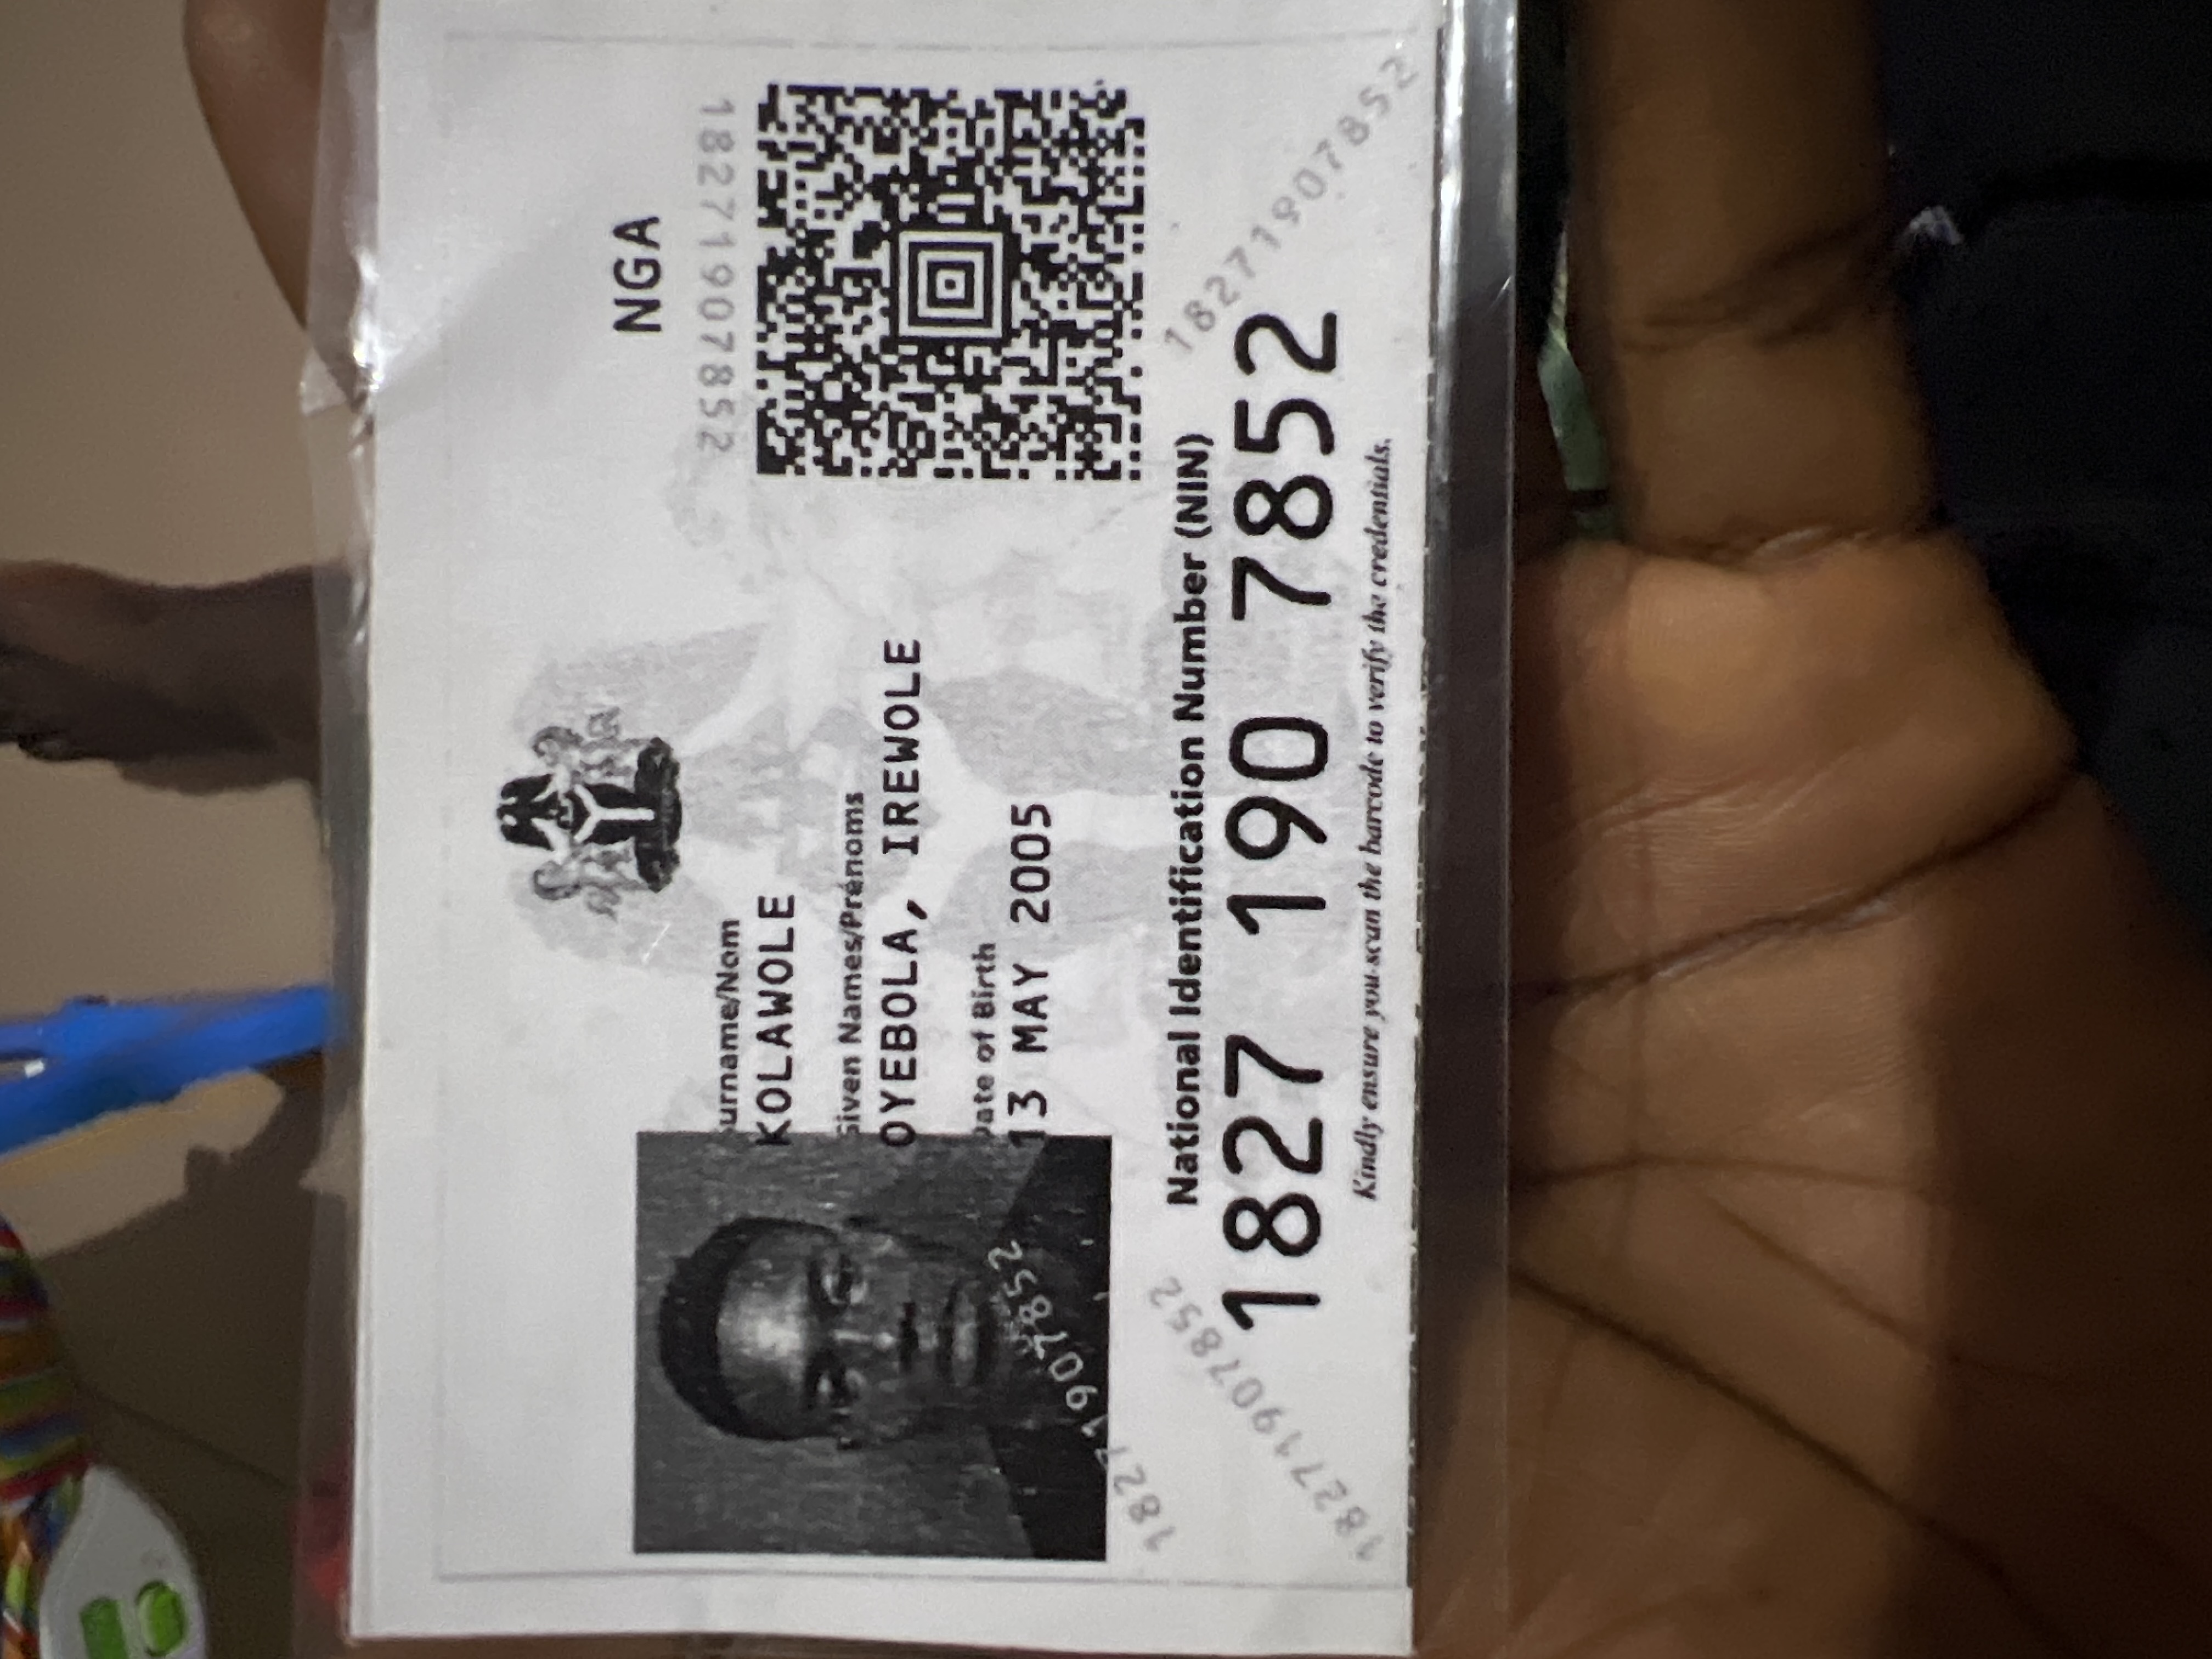 NGA
18271907852
Surname/Nom
KOLAWOLE
Given Names/Prénoms
OYEBOLA, IREWOLE
Date of Birth
13 MAY 2005
18271907852
18271907852
18271907852
National Identification Number (NIN)
1827 190 7852
Kindly ensure you scan the barcode to verify the credentials.